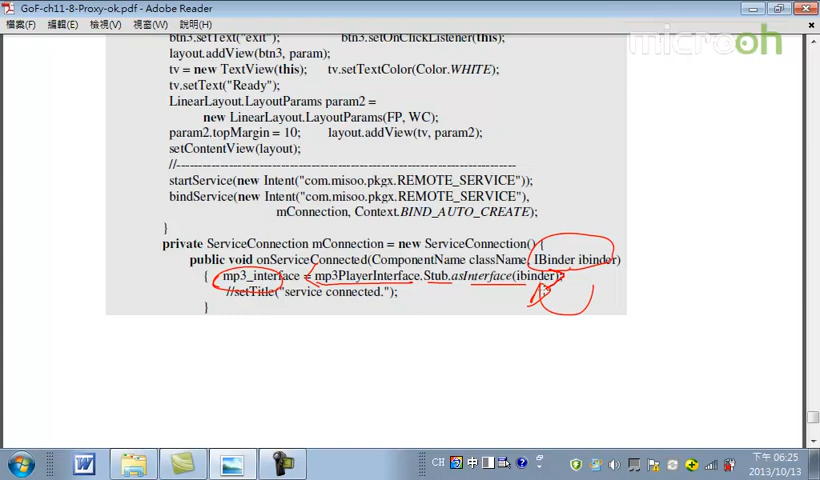 GoF-ch11-8-Proxy-ok.pdf - Adobe Reader
檔案(F) 編輯(E) 檢視(V) 視窗(W) 說明(H)
microoh
btn3.setText("exit"); btn3.setOnClickListener(this);
layout.addView(btn3, param);
tv = new TextView(this); tv.setTextColor(Color.WHITE);
tv.setText("Ready");
LinearLayout.LayoutParams param2 =
new LinearLayout.LayoutParams(FP, WC);
param2.topMargin = 10; layout.addView(tv, param2);
setContentView(layout);
//----------------------------------------------------------------------
startService(new Intent("com.misoo.pkgx.REMOTE_SERVICE"));
bindService(new Intent("com.misoo.pkgx.REMOTE_SERVICE"),
mConnection, Context.BIND_AUTO_CREATE);
}
private ServiceConnection mConnection = new ServiceConnection() {
public void onServiceConnected(ComponentName className, IBinder ibinder)
{ mp3_interface = mp3PlayerInterface.Stub.asInterface(ibinder);
//setTitle("service connected.");
}
CH 中 下午 06:25
2013/10/13